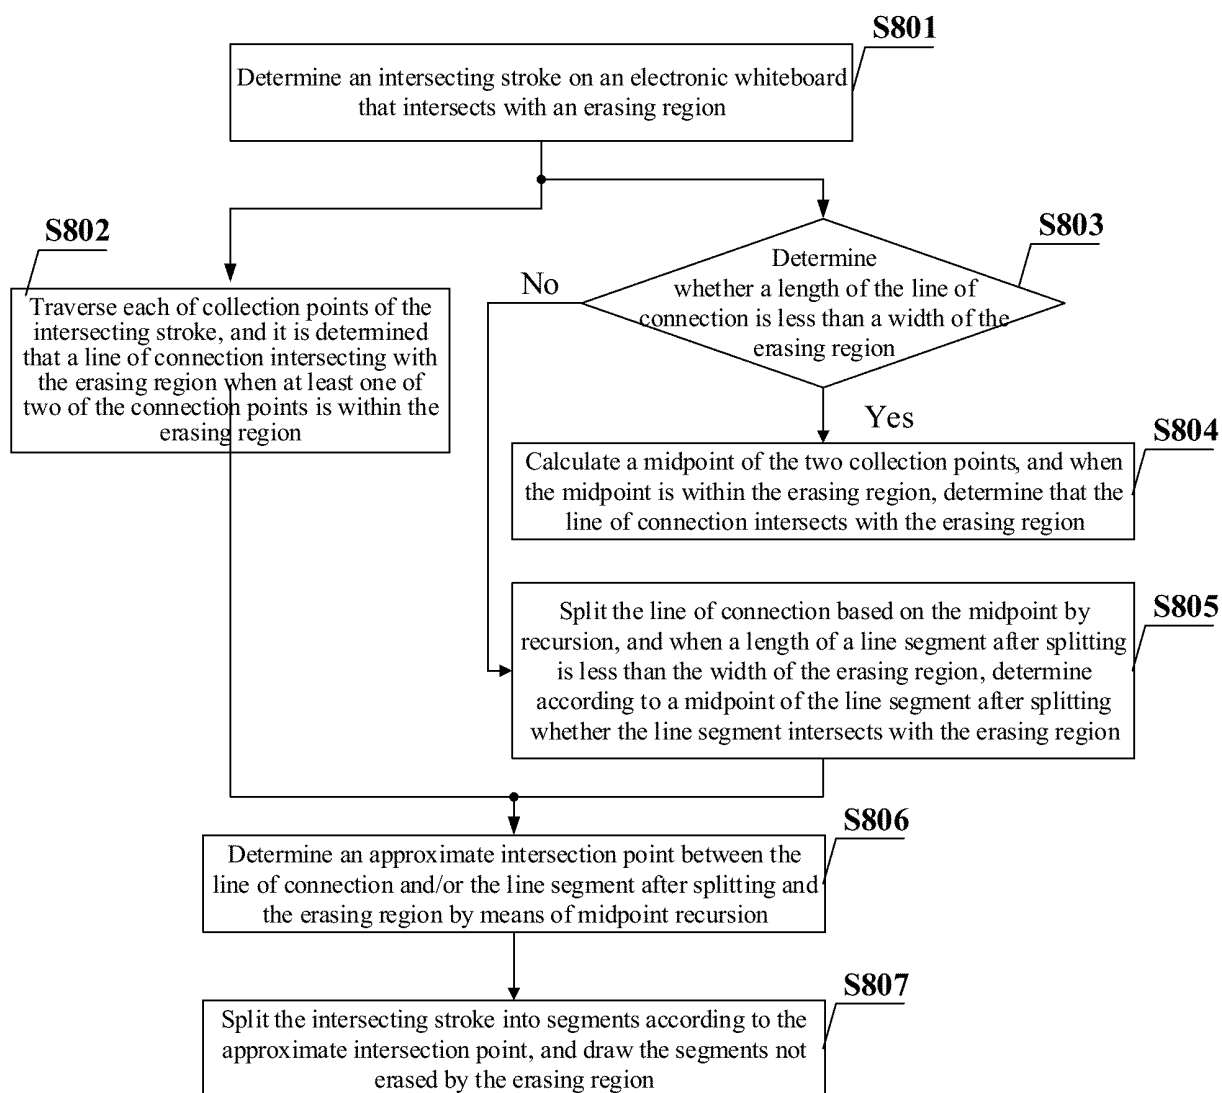 S801
Determine an intersecting stroke on an electronic whiteboard
that intersects with an erasing region
S802
Traverse each of collection points of the
intersecting stroke, and it is determined
that a line of connection intersecting with
the erasing region when at least one of
two of the connection points is within the
erasing region
S803
Determine
whether a length of the line of
connection is less than a width of the
erasing region
No
Yes
S804
Calculate a midpoint of the two collection points, and when
the midpoint is within the erasing region, determine that the
line of connection intersects with the erasing region
S805
Split the line of connection based on the midpoint by
recursion, and when a length of a line segment after splitting
is less than the width of the erasing region, determine
according to a midpoint of the line segment after splitting
whether the line segment intersects with the erasing region
S806
Determine an approximate intersection point between the
line of connection and/or the line segment after splitting and
the erasing region by means of midpoint recursion
S807
Split the intersecting stroke into segments according to the
approximate intersection point, and draw the segments not
erased by the erasing region